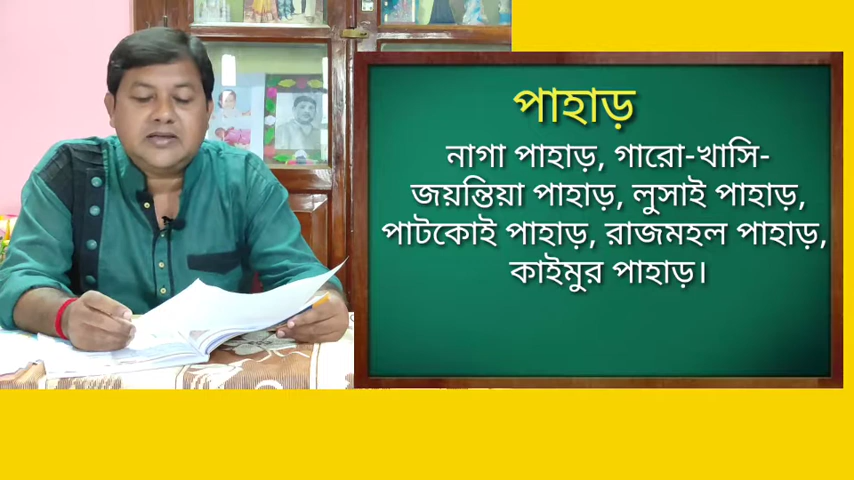 পাহাড়
নাগা পাহাড়, গারো-খাসি-
জয়ন্তিয়া পাহাড়, লুসাই পাহাড়,
পাটকোই পাহাড়, রাজমহল পাহাড়,
কাইমুর পাহাড়।